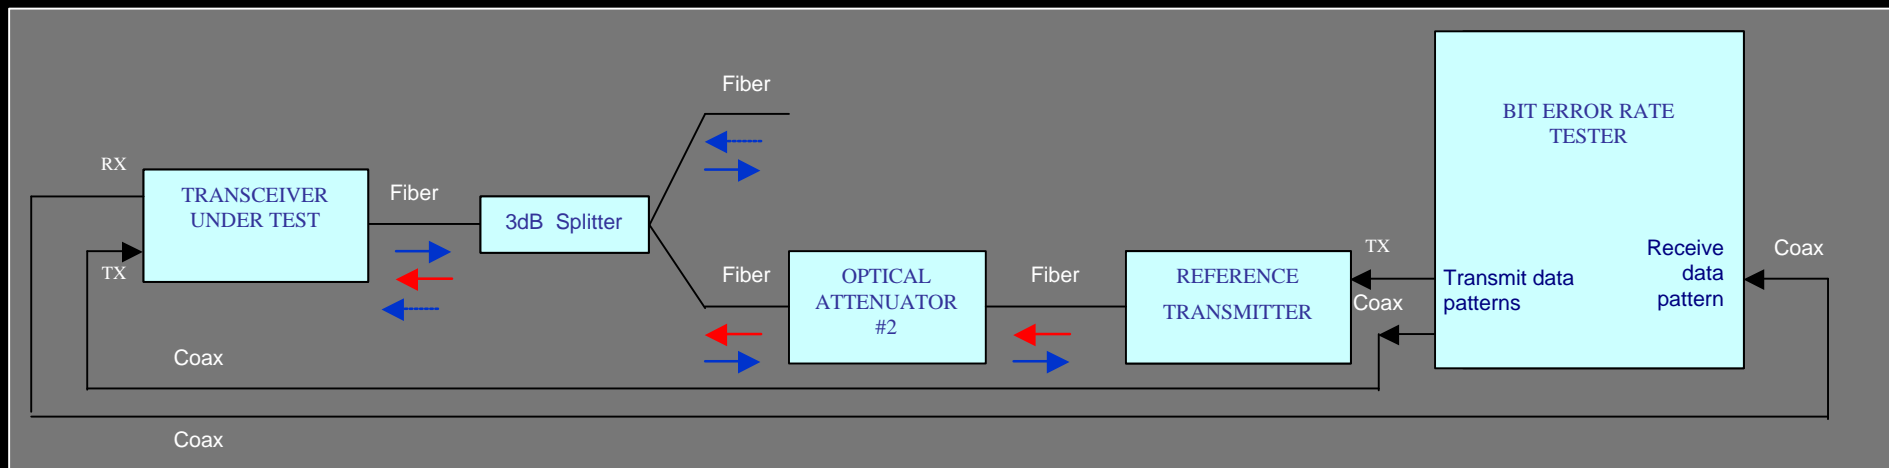 Fiber
BIT ERROR RATE
TESTER
RX
TRANSCEIVER
UNDER TEST
Fiber
3dB Splitter
TX
Fiber
OPTICAL
ATTENUATOR
#2
Fiber
REFERENCE
TRANSMITTER
TX
Coax
Transmit data
patterns
Receive
data
pattern
Coax
Coax
Coax